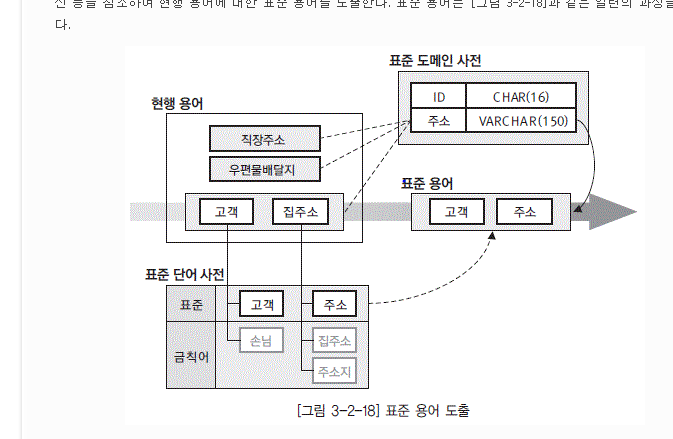 신 등을 참조하여 현행 용어에 대한 표준 용어를 도출한다. 표준 용어는 [그림 3-2-18]과 같은 일련의 과정을
다.
표준 도메인 사전
ID CHAR(16)
주소 VARCHAR(150)
현행 용어
직장주소
우편물배달지
고객 집주소
표준 용어
고객 주소
표준 단어 사전
표준 고객 주소
금칙어 손님 집주소
주소지
[그림 3-2-18] 표준 용어 도출